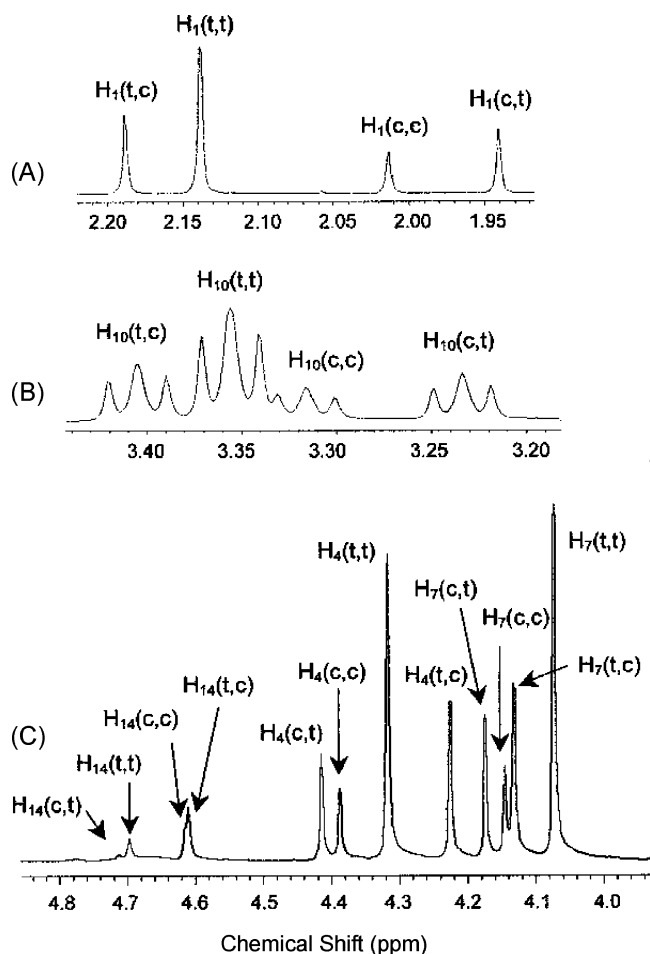 H₁(t,t)
H₁(t,c)
H₁(c,c)
H₁(c,t)
(A)
2.20 2.15 2.10 2.05 2.00 1.95
H₁₀(t,t)
H₁₀(t,c)
H₁₀(c,c)
H₁₀(c,t)
(B)
3.40 3.35 3.30 3.25 3.20
H₄(t,t)
H₇(t,t)
H₇(c,t)
H₇(c,c)
H₄(c,c)
H₄(t,c)
H₇(t,c)
H₁₄(t,c)
H₁₄(c,c)
H₄(c,t)
(C)
H₁₄(t,t)
H₁₄(c,t)
4.8 4.7 4.6 4.5 4.4 4.3 4.2 4.1 4.0
Chemical Shift (ppm)